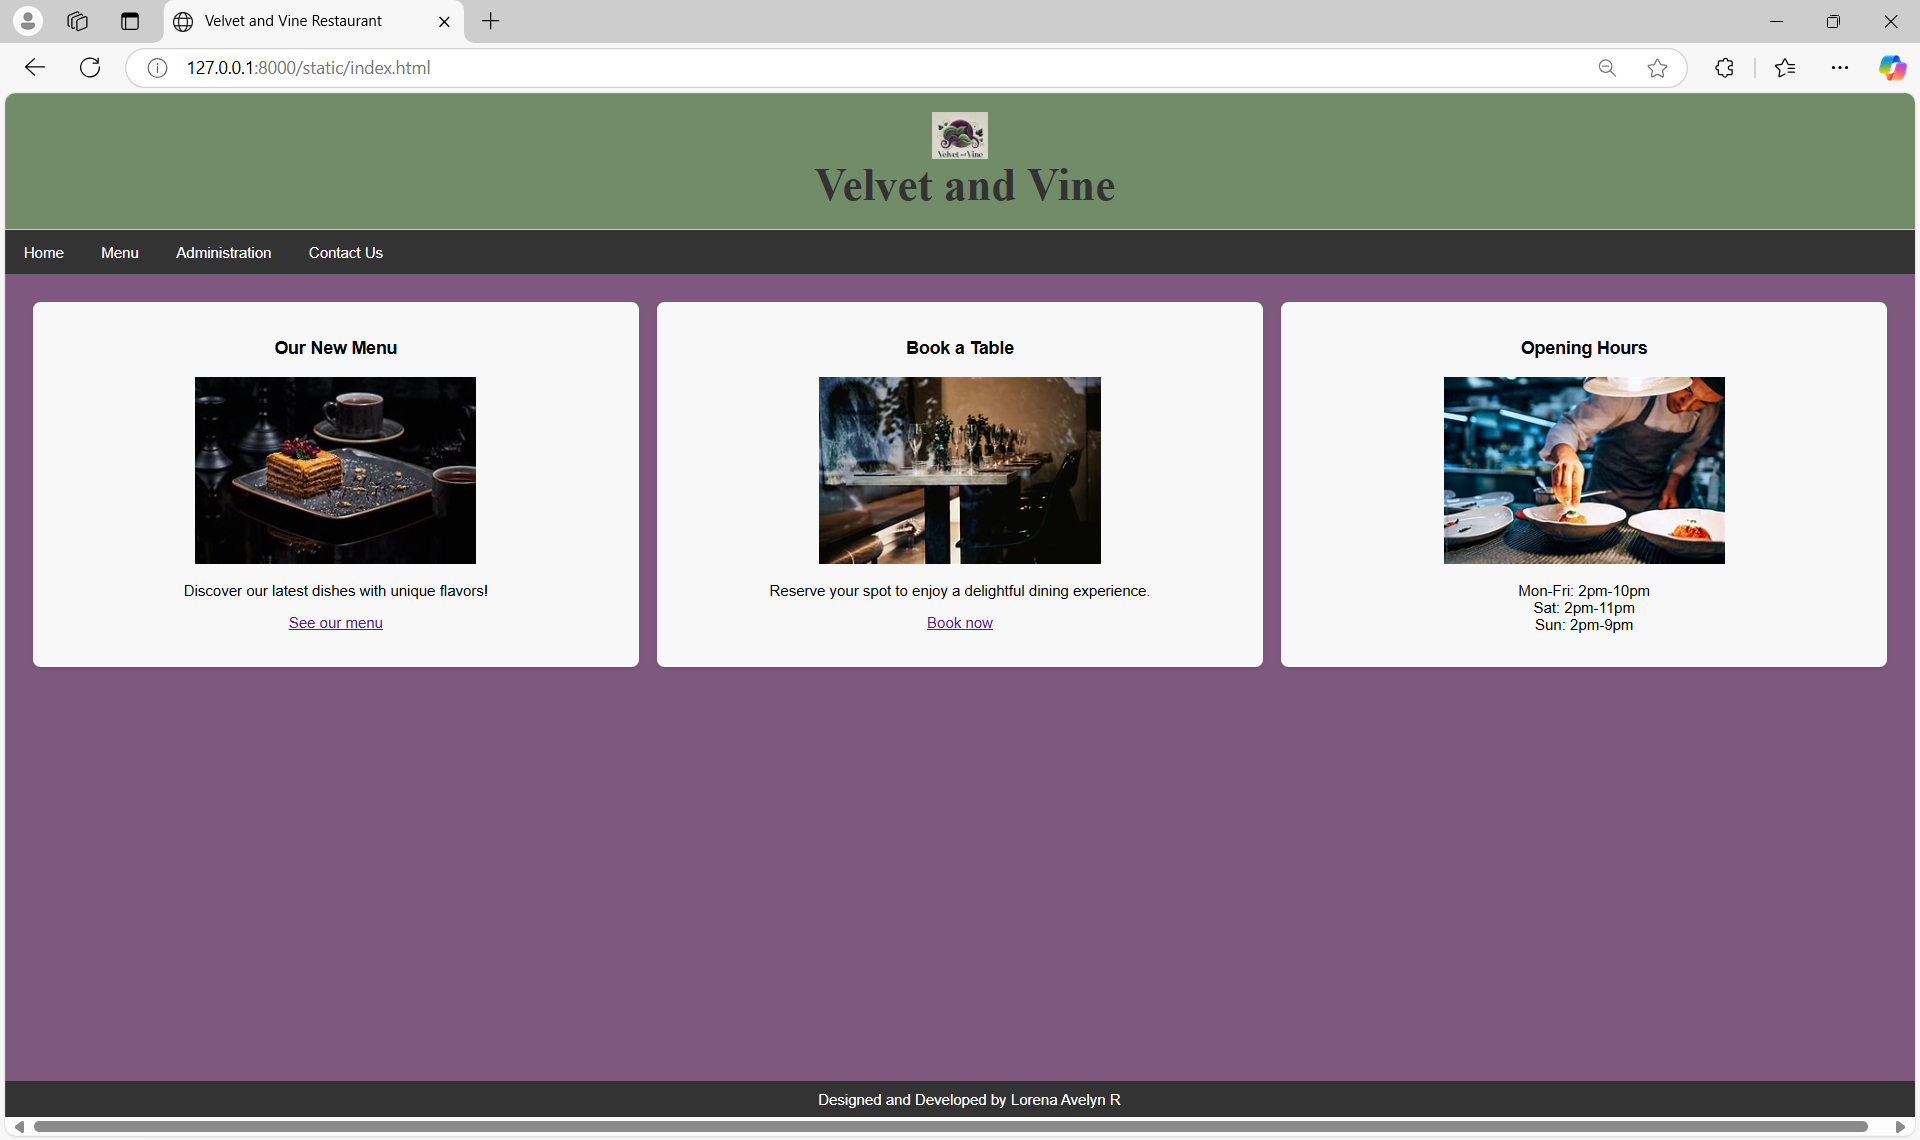 Velvet and Vine Restaurant
127.0.0.1:8000/static/index.html
Velvet and Vine
Velvet and Vine
Home Menu Administration Contact Us
Our New Menu
Discover our latest dishes with unique flavors!
See our menu
Book a Table
Reserve your spot to enjoy a delightful dining experience.
Book now
Opening Hours
Mon-Fri: 2pm-10pm
Sat: 2pm-11pm
Sun: 2pm-9pm
Designed and Developed by Lorena Avelyn R